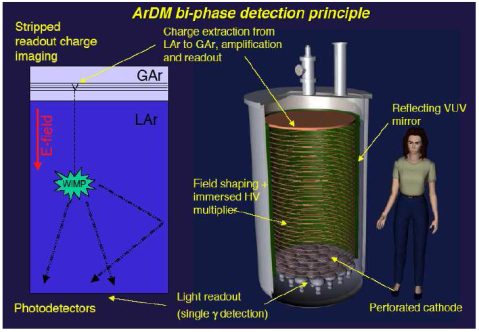 ArDM bi-phase detection principle
Stripped
readout charge
imaging
Charge extraction from
LAr to GAr, amplification
and readout
GAr
LAr
E-field
WIMP
Reflecting VUV
mirror
Field shaping +
immersed HV
multiplier
Photodetectors
Light readout
(single γ detection)
Perforated cathode